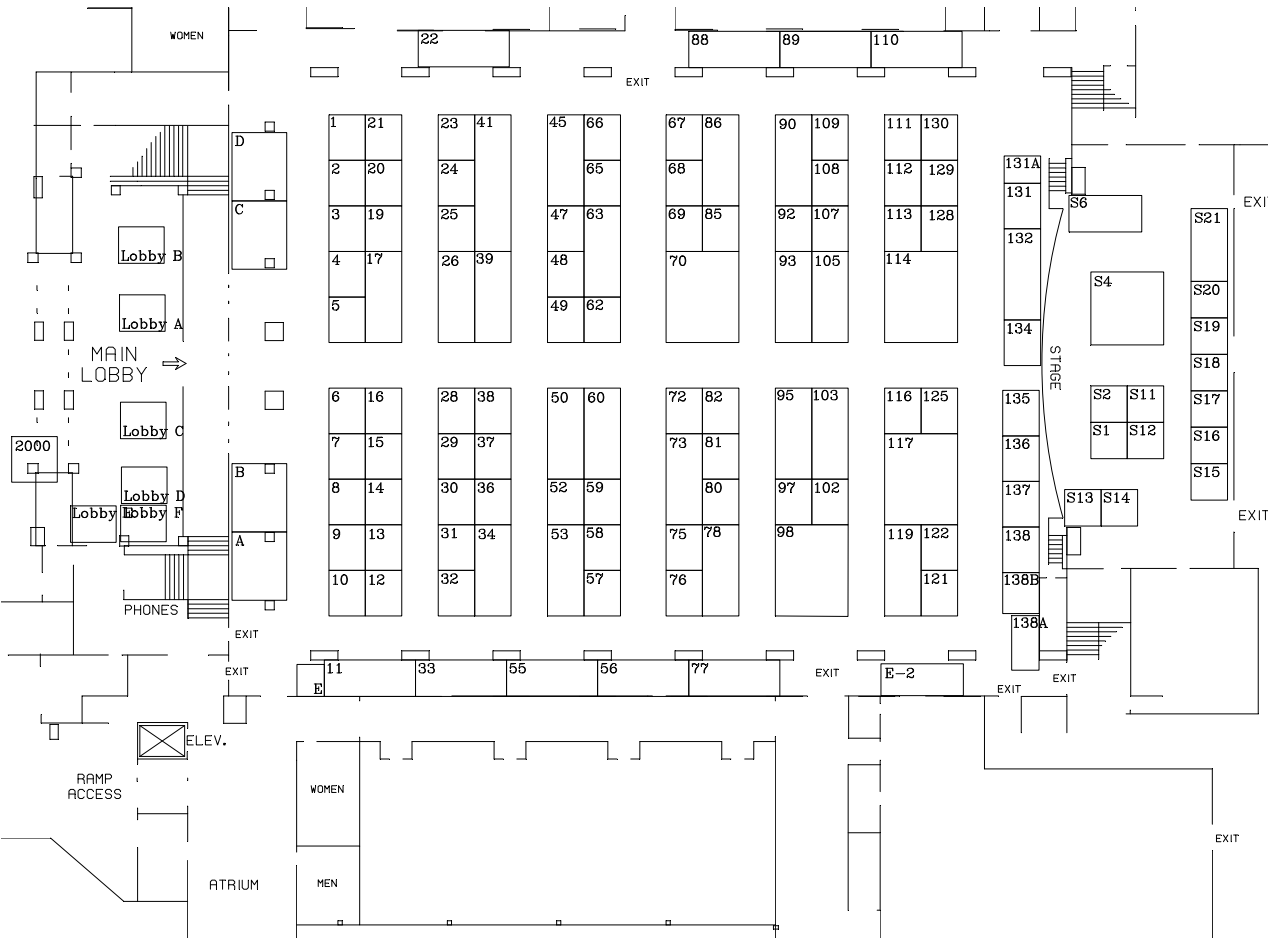 WOMEN
22
88 89 110
EXIT
D
C
1 21 23 41 45 66 67 86 90 109 111 130
2 20 24 65 68 108 112 129
131A
131
3 19 25 47 63 69 85 92 107 113 128
132
4 17 26 39 48 70 93 105 114
5 49 62
134
S6
EXI
S21
S4
S20
S19
S18
S17
S16
S15
Lobby B
Lobby A
MAIN
LOBBY
STAGE
Lobby C
2000
Lobby D
Lobby E
Lobby F
B
A
6 16 28 38 50 60 72 82 95 103 116 125
135
S2 S11
S1 S12
7 15 29 37 73 81 117
136
8 14 30 36 52 59 80 97 102
137
S13 S14
EXIT
9 13 31 34 53 58 75 78 98 119 122
138
10 12 32 57 76 121
138B
138A
PHONES
EXIT
EXIT
E
11 33 55 56 77
EXIT
E-2
EXIT
EXIT
ELEV.
RAMP
ACCESS
WOMEN
EXIT
ATRIUM
MEN